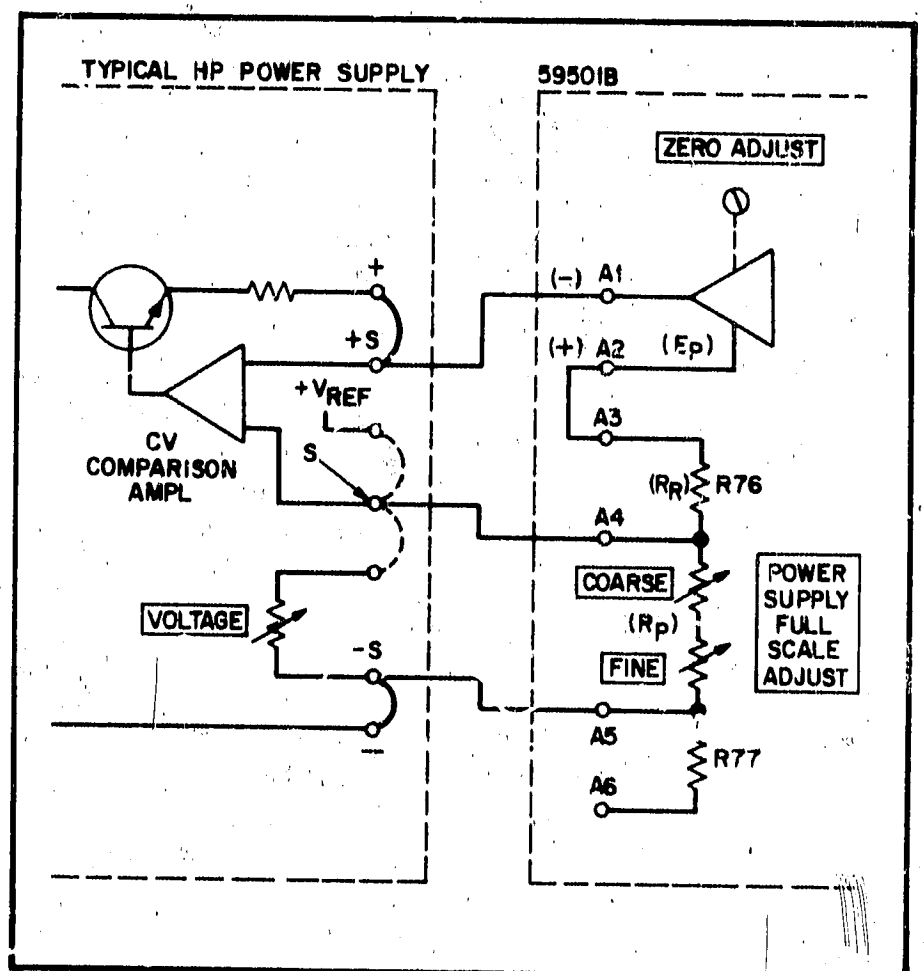 TYPICAL HP POWER SUPPLY
59501B
ZERO ADJUST
+
(-) A1
+S
(+) A2 (Ep)
+VREF
A3
CV
COMPARISON
AMPL
S
(RR) R76
A4
COARSE
POWER
SUPPLY
FULL
SCALE
ADJUST
VOLTAGE
(Rp)
-S
FINE
A5
-
R77
A6